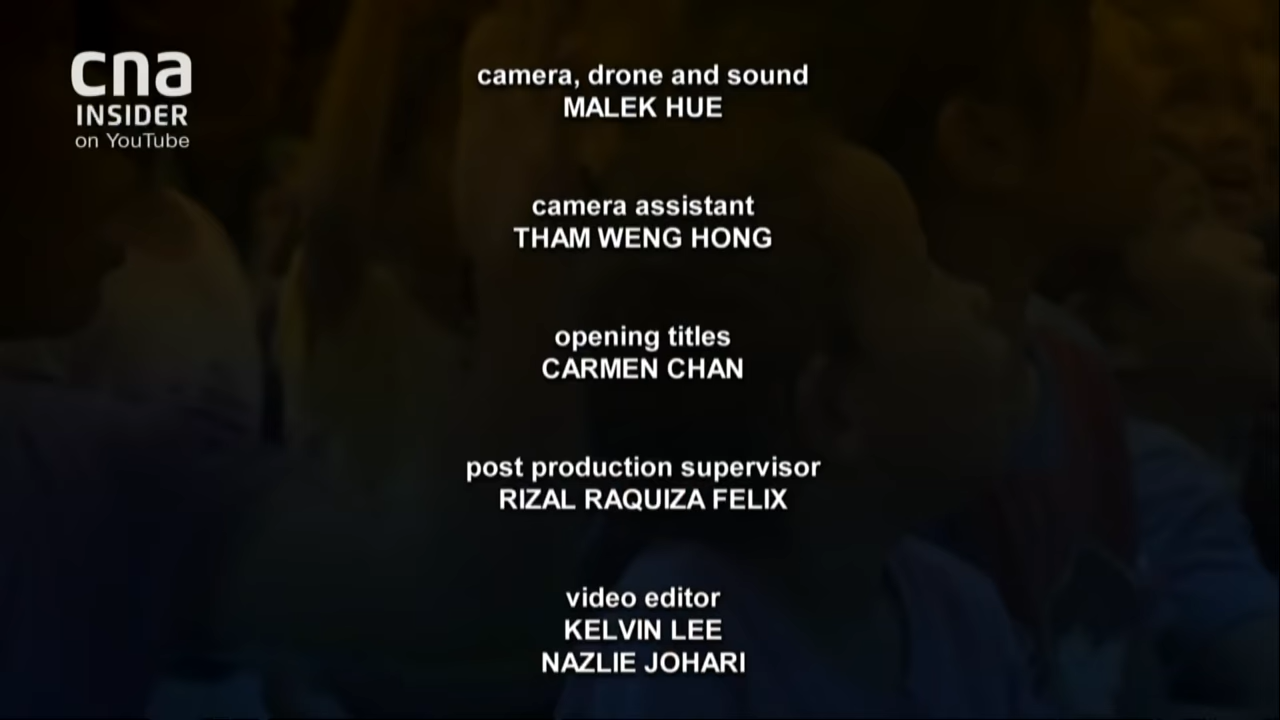 cna
INSIDER
on YouTube
camera, drone and sound
MALEK HUE
camera assistant
THAM WENG HONG
opening titles
CARMEN CHAN
post production supervisor
RIZAL RAQUIZA FELIX
video editor
KELVIN LEE
NAZLIE JOHARI